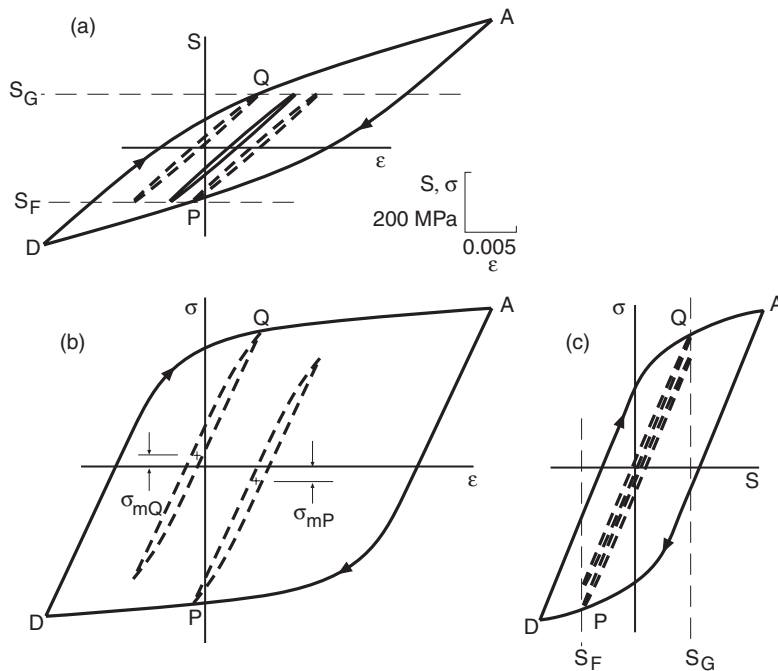 (a)
S
A
Q
S_G
ε
S, σ
200 MPa
0.005
ε
S_F
P
D
(b)
σ
Q
A
ε
σ_mQ
σ_mP
D
P
(c)
σ
Q
A
S
D
P
S_F
S_G